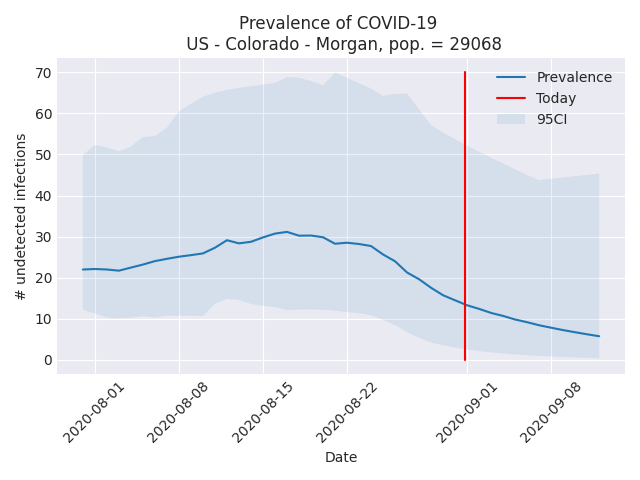 Prevalence of COVID-19
US - Colorado - Morgan, pop. = 29068
# undetected infections
70
60
50
40
30
20
10
0
Prevalence
Today
95CI
2020-08-01
2020-08-08
2020-08-15
2020-08-22
2020-09-01
2020-09-08
Date